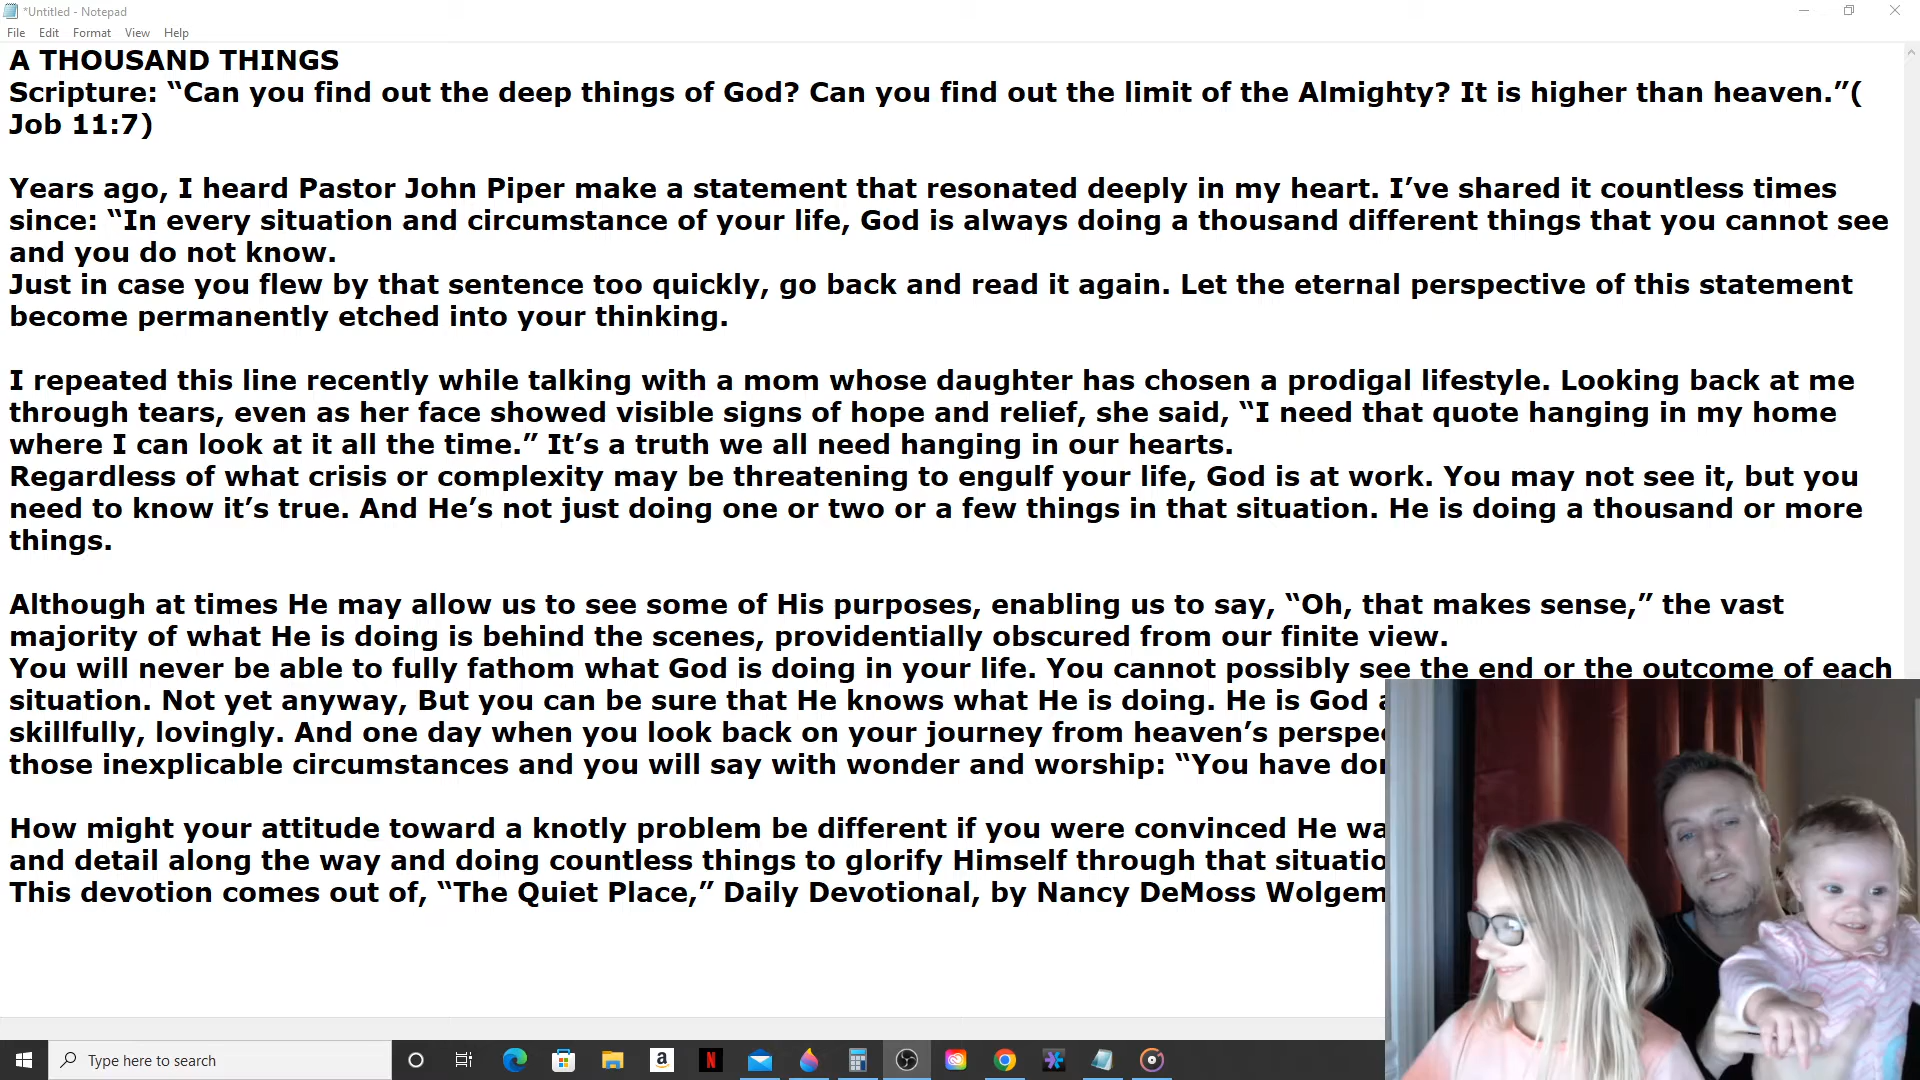 *Untitled - Notepad
File Edit Format View Help
A THOUSAND THINGS
Scripture: “Can you find out the deep things of God? Can you find out the limit of the Almighty? It is higher than heaven.”(
Job 11:7)
Years ago, I heard Pastor John Piper make a statement that resonated deeply in my heart. I’ve shared it countless times
since: “In every situation and circumstance of your life, God is always doing a thousand different things that you cannot see
and you do not know.
Just in case you flew by that sentence too quickly, go back and read it again. Let the eternal perspective of this statement
become permanently etched into your thinking.
I repeated this line recently while talking with a mom whose daughter has chosen a prodigal lifestyle. Looking back at me
through tears, even as her face showed visible signs of hope and relief, she said, “I need that quote hanging in my home
where I can look at it all the time.” It’s a truth we all need hanging in our hearts.
Regardless of what crisis or complexity may be threatening to engulf your life, God is at work. You may not see it, but you
need to know it’s true. And He’s not just doing one or two or a few things in that situation. He is doing a thousand or more
things.
Although at times He may allow us to see some of His purposes, enabling us to say, “Oh, that makes sense,” the vast
majority of what He is doing is behind the scenes, providentially obscured from our finite view.
You will never be able to fully fathom what God is doing in your life. You cannot possibly see the end or the outcome of each
situation. Not yet anyway, But you can be sure that He knows what He is doing. He is God
skillfully, lovingly. And one day when you look back on your journey from heaven’s
those inexplicable circumstances and you will say with wonder and worship: “You have
How might your attitude toward a knotly problem be different if you were convinced He
and detail along the way and doing countless things to glorify Himself through that
This devotion comes out of, “The Quiet Place,” Daily Devotional, by Nancy DeMoss
Type here to search